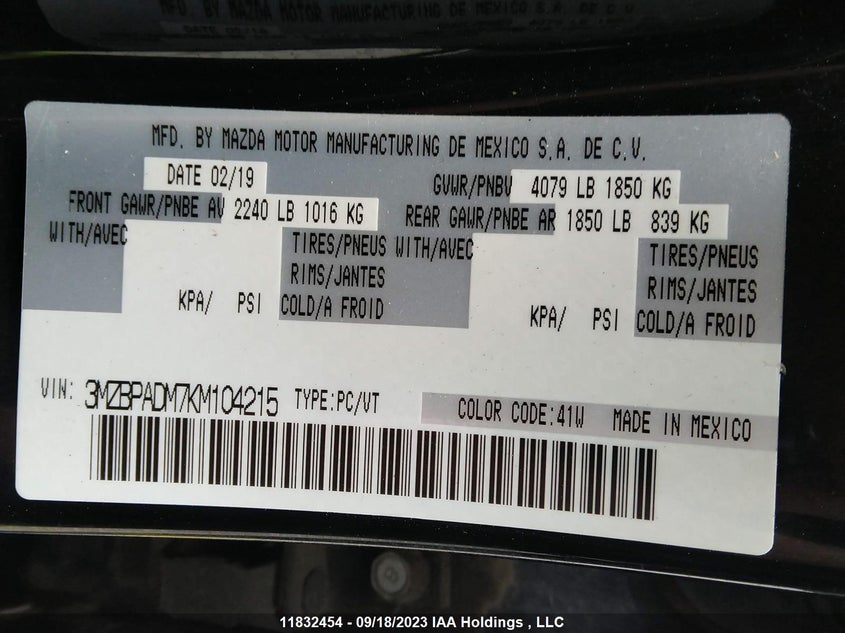 MFD. BY MAZDA MOTOR MANUFACTURING DE MEXICO S.A. DE C.V.
DATE 02/19 GVWR/PNBV 4079 LB 1850 KG
FRONT GAWR/PNBE AV 2240 LB 1016 KG REAR GAWR/PNBE AR 1850 LB 839 KG
WITH/AVEC TIRES/PNEUS WITH/AVEC TIRES/PNEUS
RIMS/JANTES RIMS/JANTES
KPA/ PSI COLD/A FROID KPA/ PSI COLD/A FROID
VIN: 3MZBPADM7KM104215 TYPE:PC/VT COLOR CODE:41W MADE IN MEXICO
11832454 - 09/18/2023 IAA Holdings , LLC